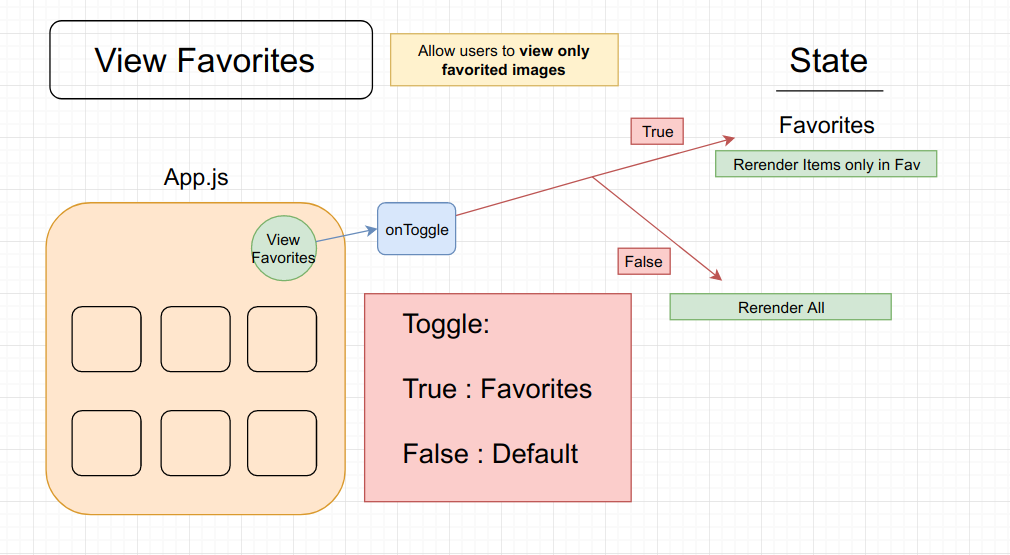 View Favorites
Allow users to view only
favorited images
State
Favorites
True
Rerender Items only in Fav
App.js
View
Favorites
onToggle
False
Rerender All
Toggle:
True : Favorites
False : Default